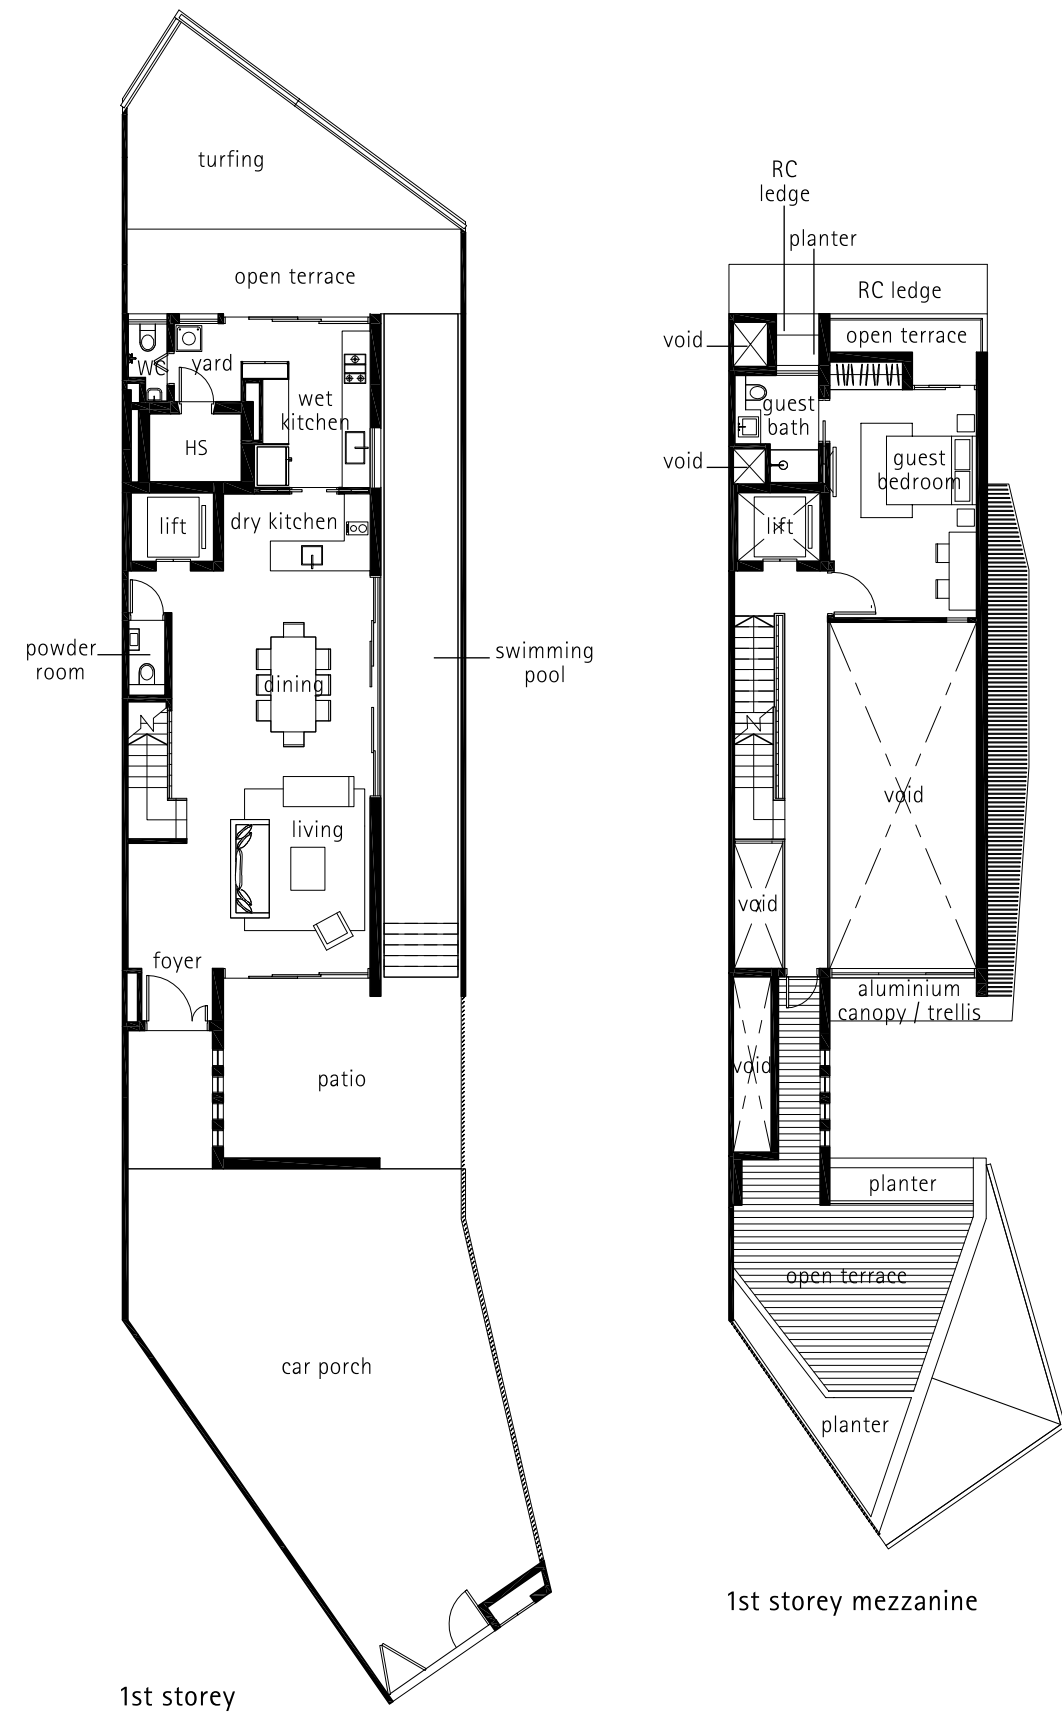 turfing
open terrace
WC
yard
wet
kitchen
HS
lift
dry kitchen
powder
room
dining
swimming
pool
living
foyer
patio
car porch
1st storey
RC
ledge
planter
RC ledge
void
open terrace
guest
bath
void
guest
bedroom
lift
void
void
aluminium
canopy / trellis
void
planter
open terrace
planter
1st storey mezzanine